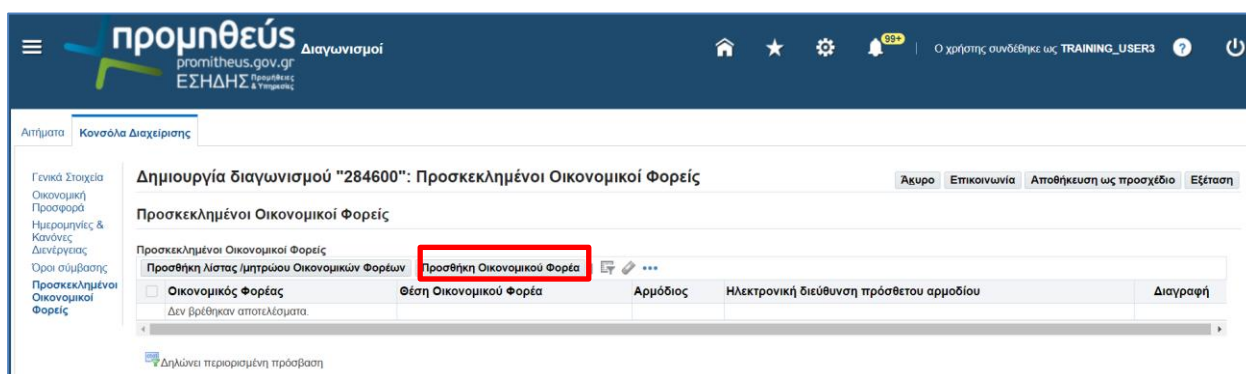 προμηθεύς Διαγωνισμοί
promitheus.gov.gr
ΕΣΗΔΗΣ Προμήθειες & Υπηρεσίες
99+
Ο χρήστης συνδέθηκε ως TRAINING_USER3
Αιτήματα Κονσόλα Διαχείρισης
Γενικά Στοιχεία
Οικονομική
Προσφορά
Ημερομηνίες &
Κανόνες
Διενέργειας
Όροι σύμβασης
Προσκεκλημένοι
Οικονομικοί
Φορείς
Δημιουργία διαγωνισμού "284600": Προσκεκλημένοι Οικονομικοί Φορείς
Άκυρο Επικοινωνία Αποθήκευση ως προσχέδιο Εξέταση
Προσκεκλημένοι Οικονομικοί Φορείς
Προσκεκλημένοι Οικονομικοί Φορείς
Προσθήκη λίστας /μητρώου Οικονομικών Φορέων Προσθήκη Οικονομικού Φορέα
Οικονομικός Φορέας Θέση Οικονομικού Φορέα Αρμόδιος Ηλεκτρονική διεύθυνση πρόσθετου αρμοδίου Διαγραφή
Δεν βρέθηκαν αποτελέσματα.
Δηλώνει περιορισμένη πρόσβαση